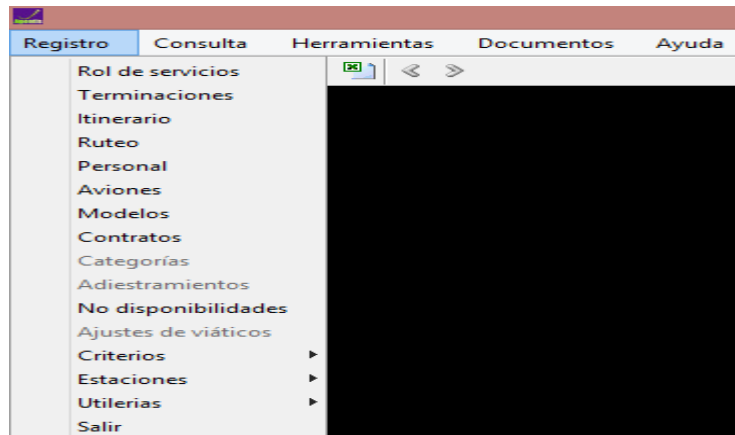 Registro Consulta Herramientas Documentos Ayuda
Rol de servicios
Terminaciones
Itinerario
Ruteo
Personal
Aviones
Modelos
Contratos
Categorías
Adiestramientos
No disponibilidades
Ajustes de viáticos
Criterios
Estaciones
Utilerias
Salir